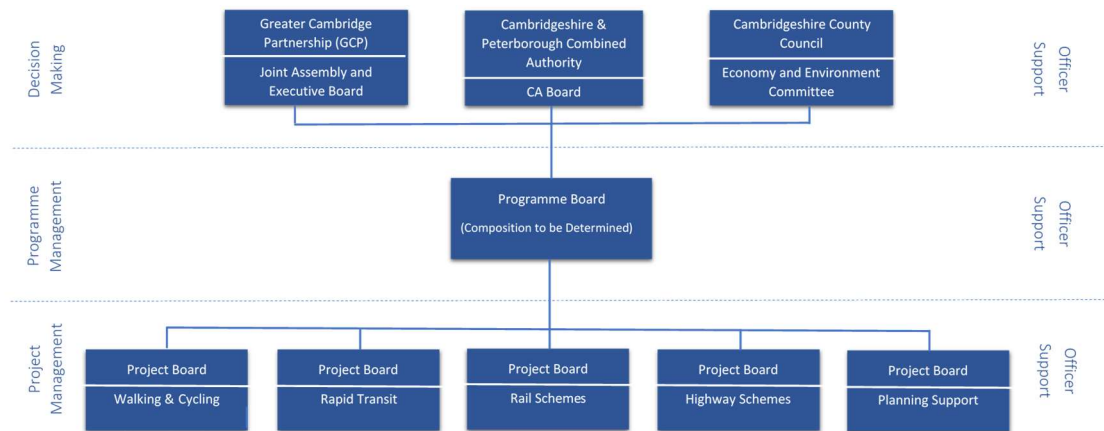 Decision
Making
Greater Cambridge
Partnership (GCP)
Joint Assembly and
Executive Board
Cambridgeshire &
Peterborough Combined
Authority
CA Board
Cambridgeshire County
Council
Economy and Environment
Committee
Officer
Support
Programme
Management
Programme Board
(Composition to be Determined)
Officer
Support
Project
Management
Project Board
Walking & Cycling
Project Board
Rapid Transit
Project Board
Rail Schemes
Project Board
Highway Schemes
Project Board
Planning Support
Officer
Support